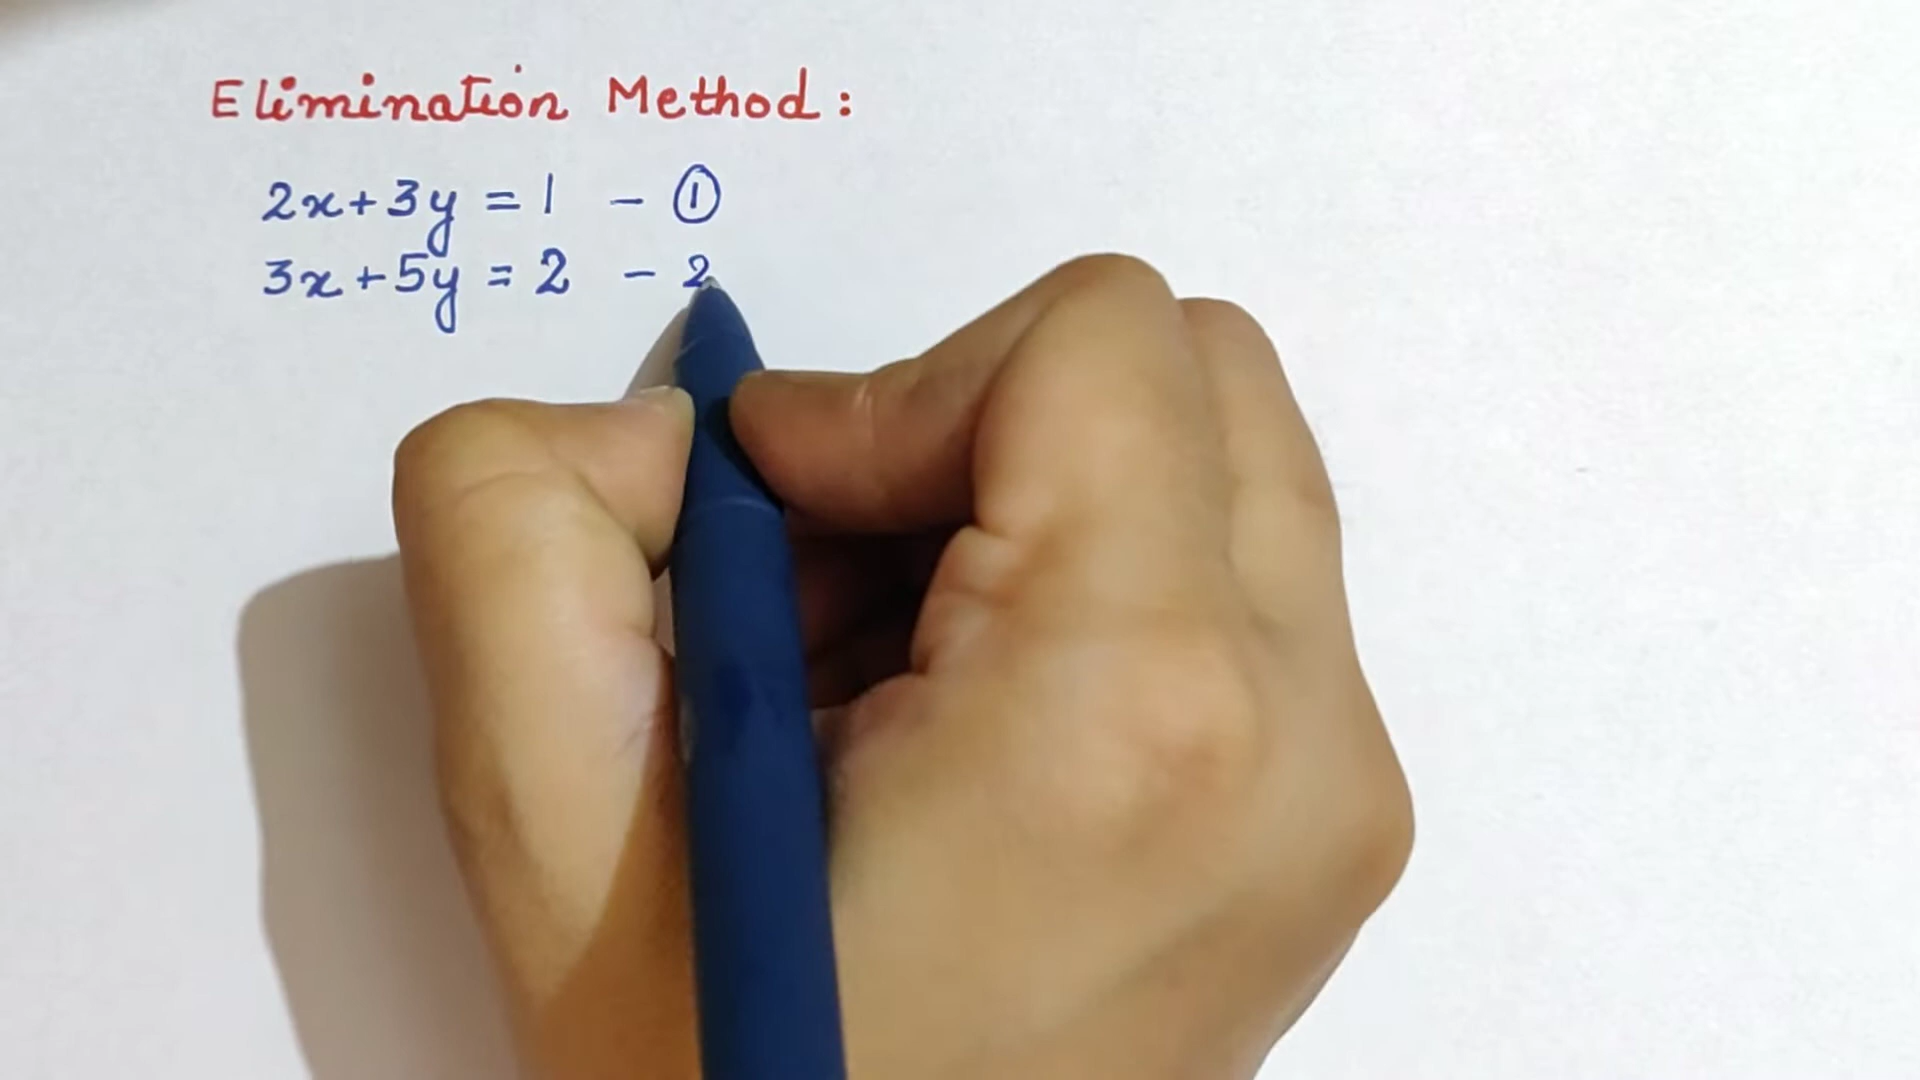 Elimination Method :
2x + 3y = 1 - ①
3x + 5y = 2 - 2